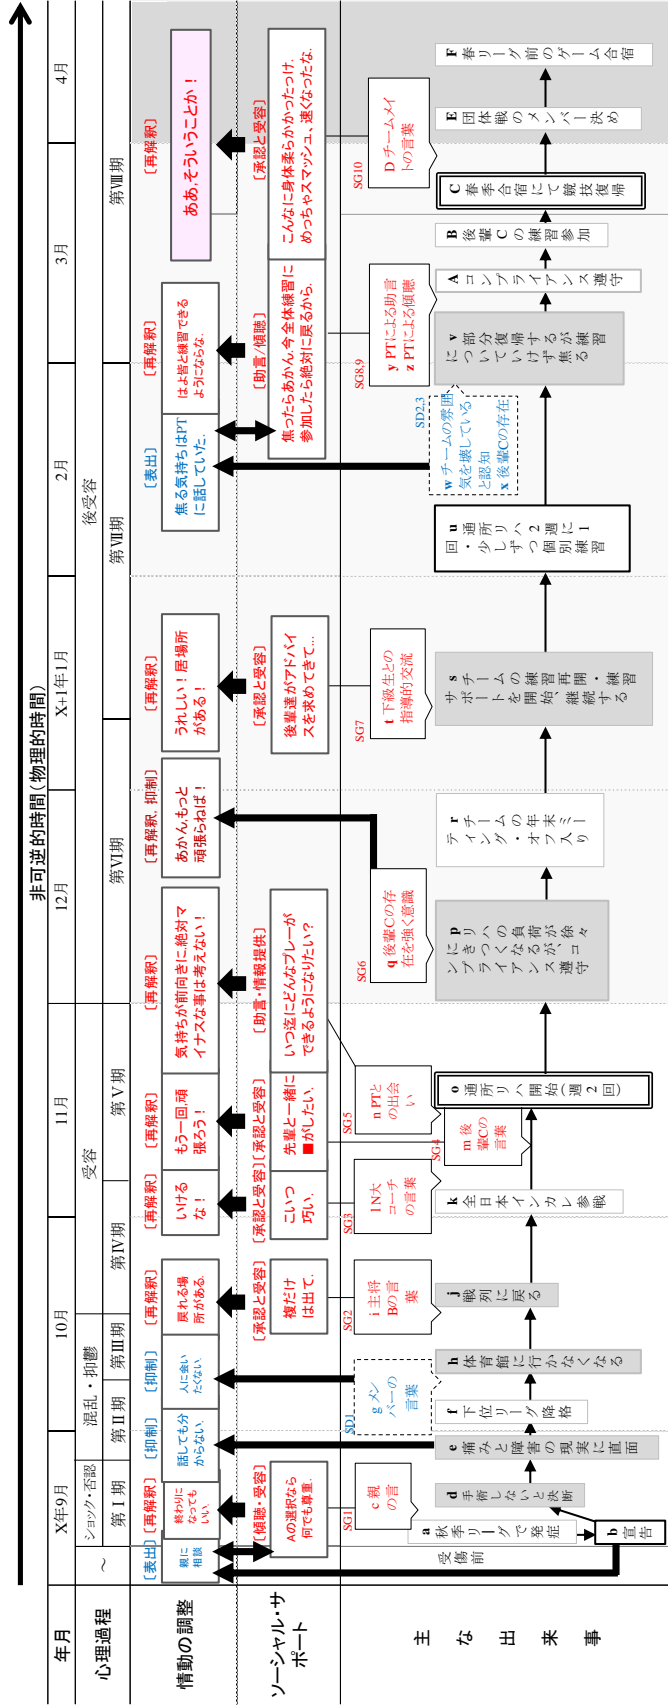 非可逆的時間(物理的時間)
年月
X年9月
10月
11月
12月
X+1年1月
2月
3月
4月
心理過程
～
ショック・否認
混乱・抑鬱
受容
後受容
第Ⅰ期
第Ⅱ期
第Ⅲ期
第Ⅳ期
第Ⅴ期
第Ⅵ期
第Ⅶ期
第Ⅷ期
情動の調整
[表出]
親に
相談
[再解釈]
終わりに
なっても
いい.
[抑制]
話しても分
からない.
[抑制]
人に会い
たくない.
[再解釈]
戻れる場
所がある.
[再解釈]
いける
な！
[再解釈]
もう一回,頑
張ろう！
[再解釈]
気持ちが前向きに.絶対マ
イナスな事は考えない！
[再解釈, 抑制]
あかん,もっと
頑張らねば！
[再解釈]
うれしい！居場所
がある！
[表出]
焦る気持ちはPT
に話していた.
[再解釈]
はよ皆と練習できる
ようにならな.
[再解釈]
ああ,そういうことか！
ソーシャル・サ
ポート
[傾聴・受容]
Aの選択なら
何でも尊重.
[承認と受容]
複だけ
は出て.
[承認と受容]
こいつ
巧い.
[承認と受容]
先輩と一緒に
■がしたい.
[助言・情報提供]
いつ迄にどんなプレーが
できるようになりたい？
[承認と受容]
後輩達がアドバイ
スを求めてきて…
[助言/傾聴]
焦ったらあかん.今全体練習に
参加したら絶対に戻るから.
[承認と受容]
こんなに身体柔らかかったっけ.
めっちゃスマッシュ、速くなったな.
主な出来事
受傷前
a 秋季リーグで発症
b 宣告
SG1
c 親の
言
d 手術しないと決断
e 痛みと障害の現実に直面
f 下位リーグ降格
SD1
g メン
バーの
言葉
h 体育館に行かなくなる
SG2
i 主将
Bの言
葉
j 戦列に戻る
SG3
l N大
コーチ
の言葉
k 全日本インカレ参戦
SG4
m 後
輩Cの
言葉
SG5
n PTと
の出会
い
o 通所リハ開始(週2回)
p リハの負荷が徐々
にきつくなるが、コ
ンプライアンス遵
守
SG6
q 後輩Cの存
在を強く意識
r チームの年末ミー
ティング・オフ入
り
s チームの練習再開・練習
サポートを開始、継続する
SG7
t 下級生との
指導的交流
u 通所リハ2週に1
回・少しずつ個別
練習
SD2,3
w チームの雰囲
気を壊している
と認知
x 後輩Cの存在
v 部分復帰するが練習
についていけず焦る
SG8,9
y PTによる助言
z PTによる傾聴
A コンプライアンス遵守
B 後輩Cの練習参加
C 春季合宿にて競技復帰
SG10
D チームメイ
トの言葉
E 団体戦のメンバー決め
F 春リーグ前のゲーム合宿